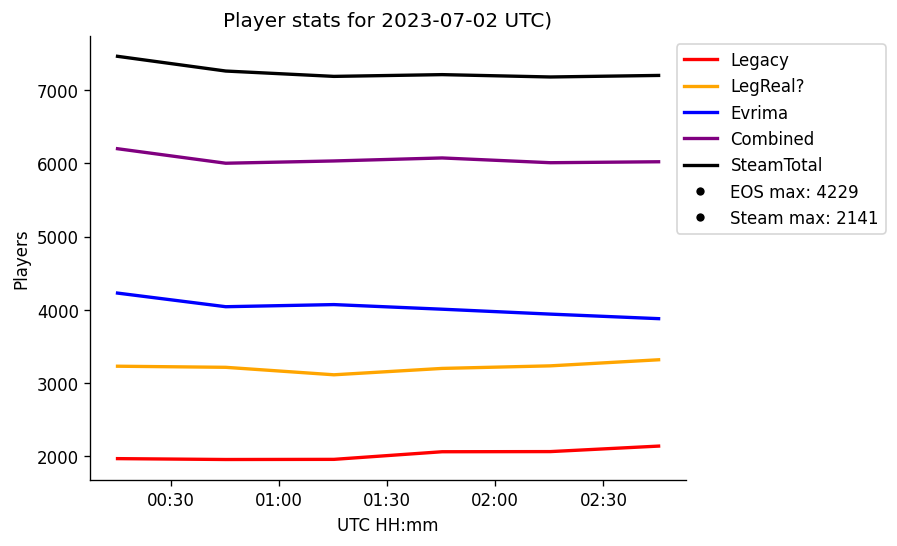 Player stats for 2023-07-02 UTC)
Legacy
LegReal?
Evrima
Combined
SteamTotal
EOS max: 4229
Steam max: 2141
Players
7000
6000
5000
4000
3000
2000
00:30 01:00 01:30 02:00 02:30
UTC HH:mm